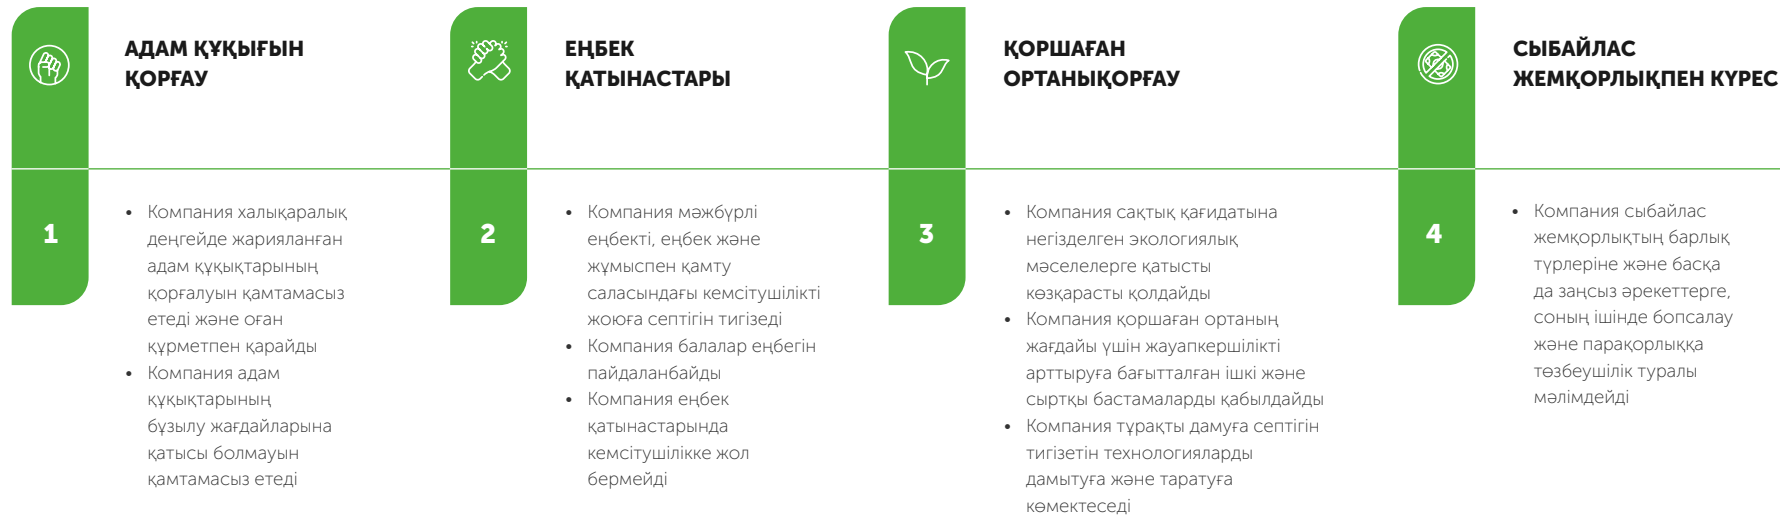 АДАМ ҚҰҚЫҒЫН
ҚОРҒАУ
1
• Компания халықаралық
деңгейде жарияланған
адам құқықтарының
қорғалуын қамтамасыз
етеді және оған
құрметпен қарайды
• Компания адам
құқықтарының
бұзылу жағдайларына
қатысы болмауын
қамтамасыз етеді
ЕҢБЕК
ҚАТЫНАСТАРЫ
2
• Компания мәжбүрлі
еңбекті, еңбек және
жұмыспен қамту
саласындағы кемсітушілікті
жоюға септігін тигізеді
• Компания балалар еңбегін
пайдаланбайды
• Компания еңбек
қатынастарында
кемсітушілікке жол
бермейді
ҚОРШАҒАН
ОРТАНЫҚОРҒАУ
3
• Компания сақтық қағидатына
негізделген экологиялық
мәселелерге қатысты
көзқарасты қолдайды
• Компания қоршаған ортаның
жағдайы үшін жауапкершілікті
арттыруға бағытталған ішкі және
сыртқы бастамаларды қабылдайды
• Компания тұрақты дамуға септігін
тигізетін технологияларды
дамытуға және таратуға
көмектеседі
СЫБАЙЛАС
ЖЕМҚОРЛЫҚПЕН КҮРЕС
4
• Компания сыбайлас
жемқорлықтың барлық
түрлеріне және басқа
да заңсыз әрекеттерге,
соның ішінде бопсалау
және парақорлыққа
төзбеушілік туралы
мәлімдейді